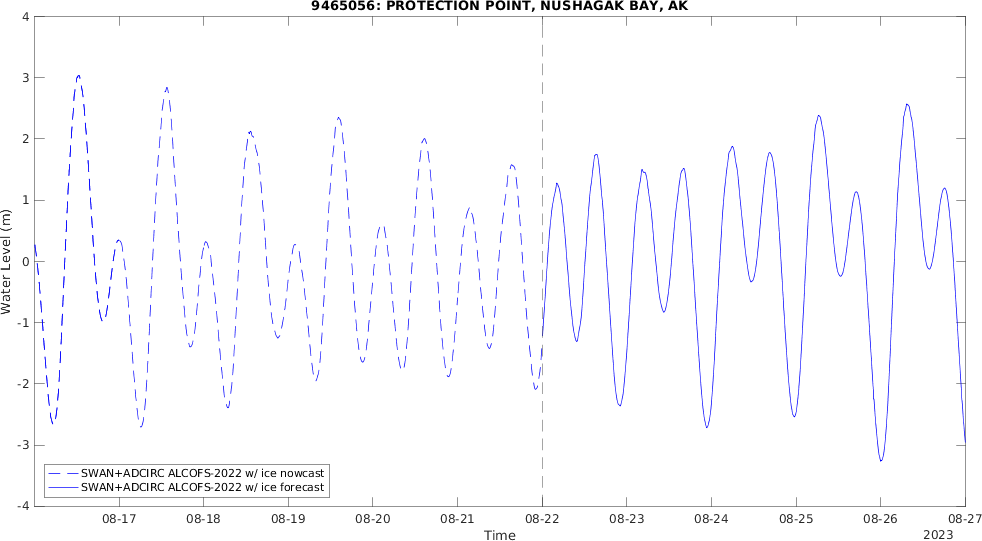 9465056: PROTECTION POINT, NUSHAGAK BAY, AK
4
3
2
1
0
-1
-2
-3
-4
Water Level (m)
SWAN+ADCIRC ALCOFS-2022 w/ ice nowcast
SWAN+ADCIRC ALCOFS-2022 w/ ice forecast
08-17 08-18 08-19 08-20 08-21 08-22 08-23 08-24 08-25 08-26 08-27
Time
2023